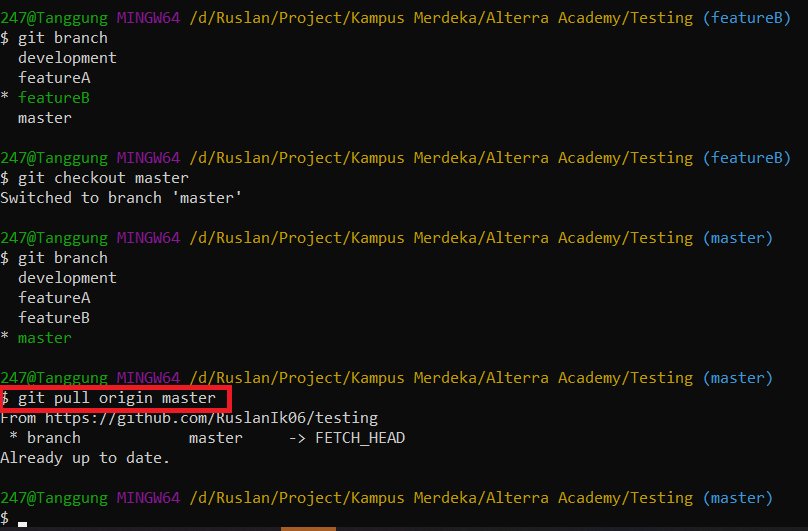 247@Tanggung MINGW64 /d/Ruslan/Project/Kampus Merdeka/Alterra Academy/Testing (featureB)
$ git branch
  development
  featureA
* featureB
  master

247@Tanggung MINGW64 /d/Ruslan/Project/Kampus Merdeka/Alterra Academy/Testing (featureB)
$ git checkout master
Switched to branch 'master'

247@Tanggung MINGW64 /d/Ruslan/Project/Kampus Merdeka/Alterra Academy/Testing (master)
$ git branch
  development
  featureA
  featureB
* master

247@Tanggung MINGW64 /d/Ruslan/Project/Kampus Merdeka/Alterra Academy/Testing (master)
$ git pull origin master
From https://github.com/RuslanIk06/testing
 * branch            master     -> FETCH_HEAD
Already up to date.

247@Tanggung MINGW64 /d/Ruslan/Project/Kampus Merdeka/Alterra Academy/Testing (master)
$